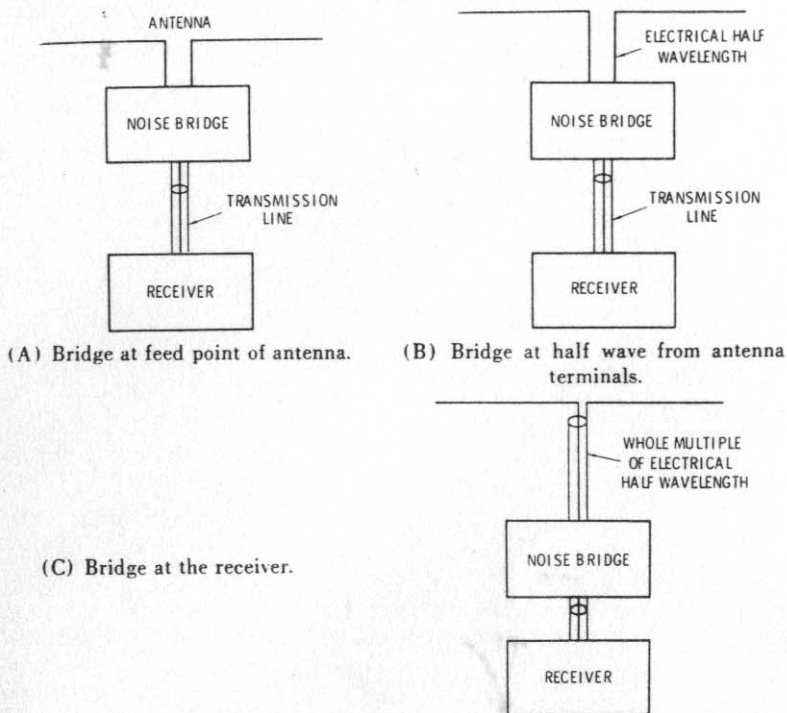 ANTENNA
NOISE BRIDGE
TRANSMISSION
LINE
RECEIVER
(A) Bridge at feed point of antenna.
ELECTRICAL HALF
WAVELENGTH
NOISE BRIDGE
TRANSMISSION
LINE
RECEIVER
(B) Bridge at half wave from antenna
terminals.
WHOLE MULTIPLE
OF ELECTRICAL
HALF WAVELENGTH
(C) Bridge at the receiver.
NOISE BRIDGE
RECEIVER